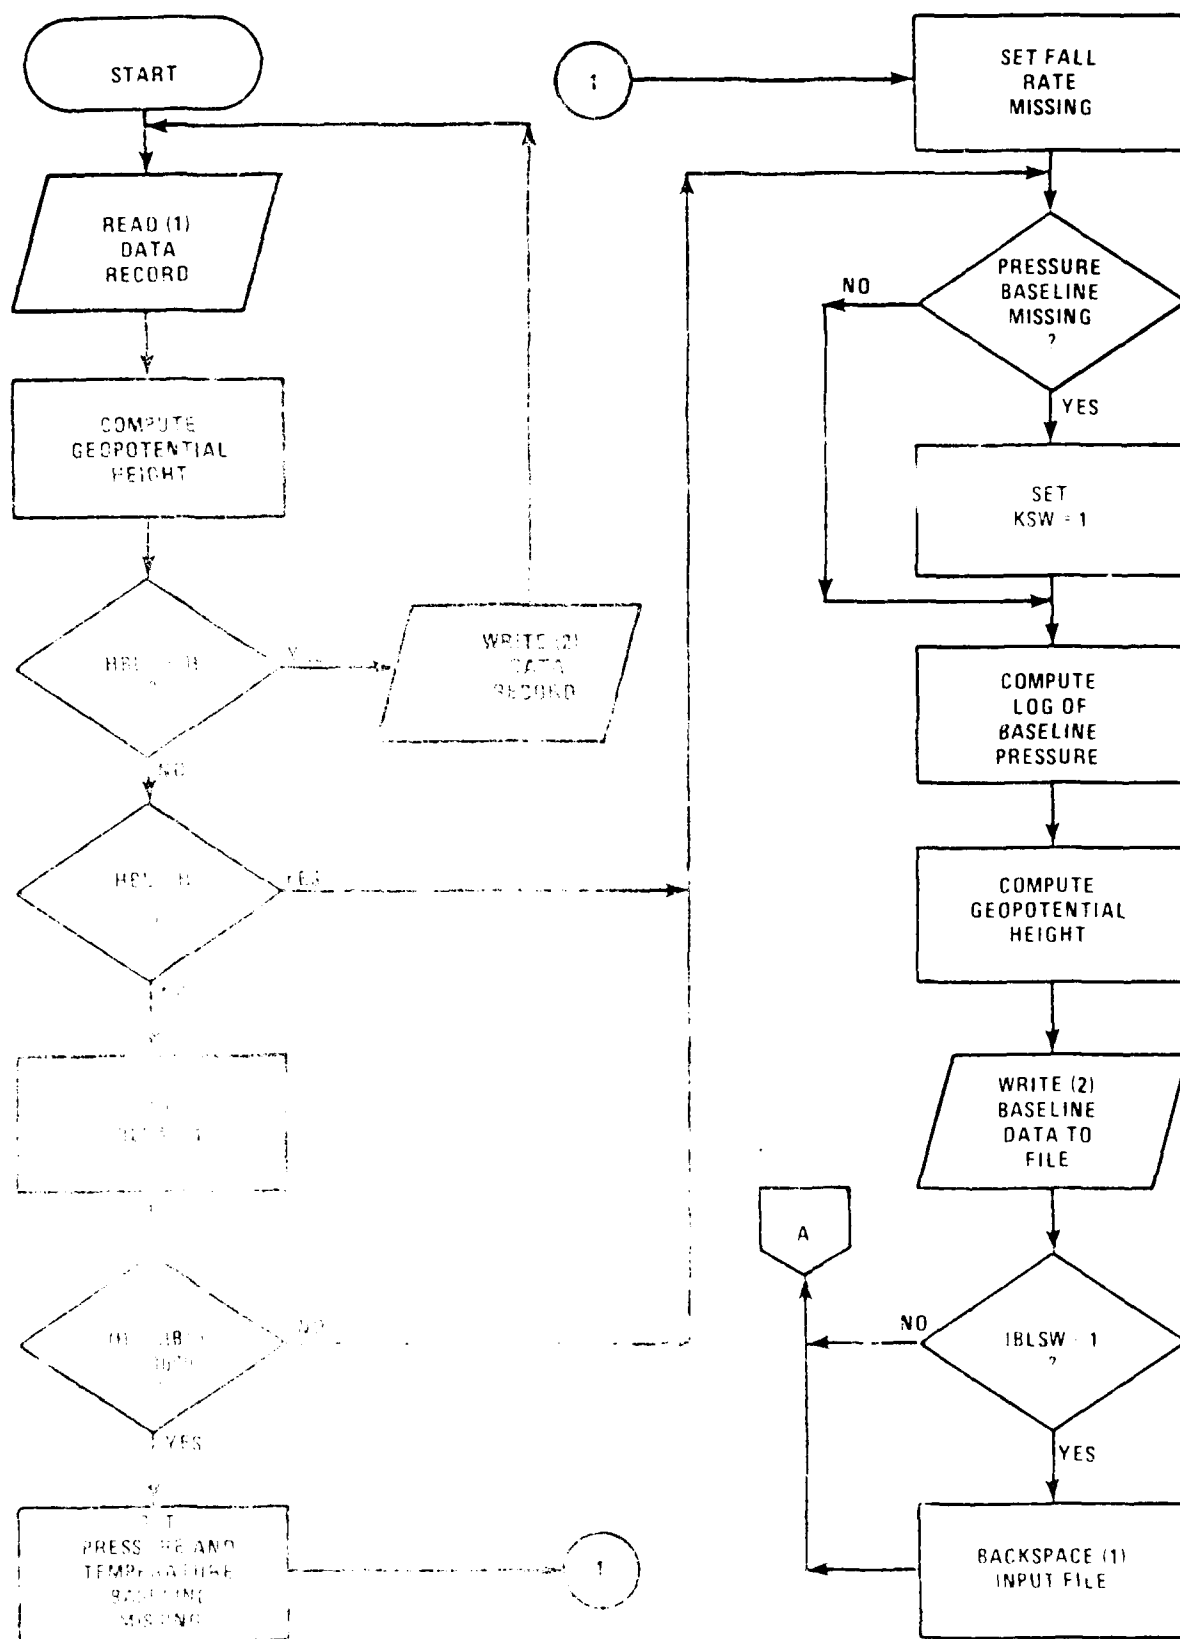 START
READ (1)
DATA
RECORD
COMPUTE
GEOPOTENTIAL
HEIGHT
?
WRITE (2)
DATA
RECORD
NO
YES
NO
YES
PRESSURE AND
TEMPERATURE
BASELINE
MISSING
1
1
SET FALL
RATE
MISSING
PRESSURE
BASELINE
MISSING
?
NO
YES
SET
KSW = 1
COMPUTE
LOG OF
BASELINE
PRESSURE
COMPUTE
GEOPOTENTIAL
HEIGHT
WRITE (2)
BASELINE
DATA TO
FILE
A
NO
IBLSW = 1
?
YES
BACKSPACE (1)
INPUT FILE